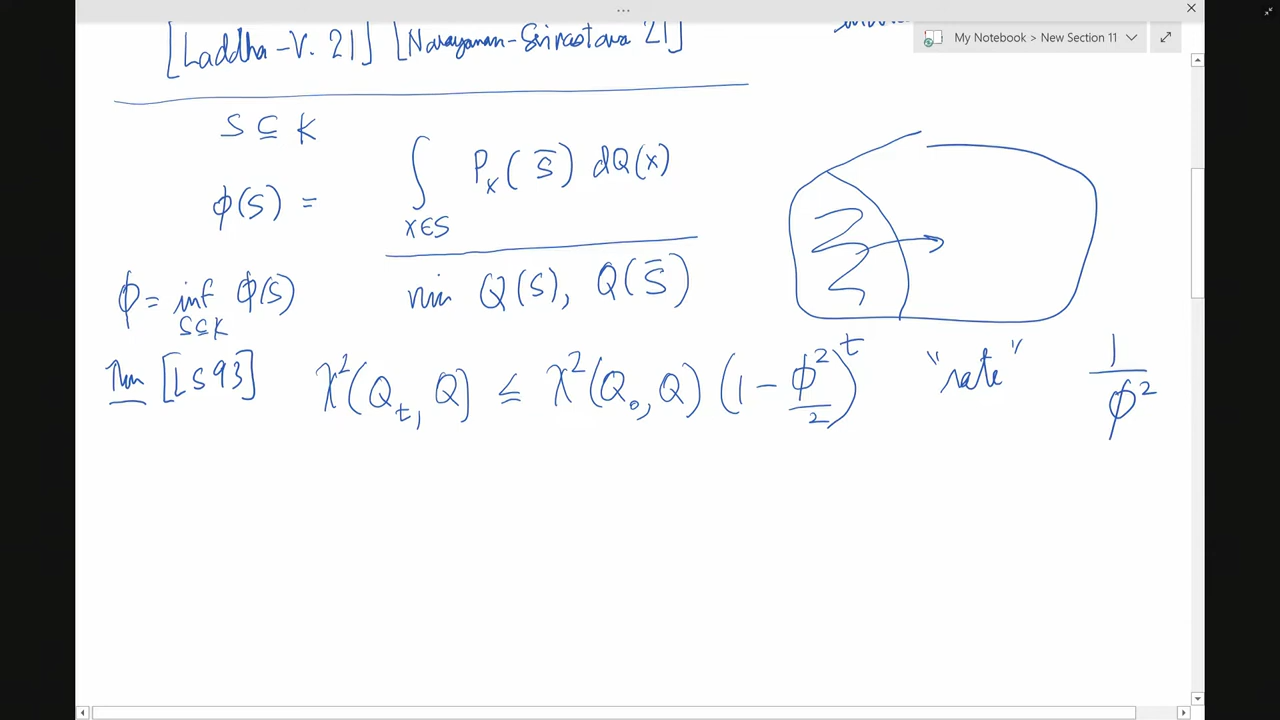 [Laddha-V. 21] [Narayanan-Srivastava 21]
My Notebook > New Section 11
S ⊆ K
ϕ(S) = ∫_{x∈S} P_x(S̄) dQ(x)
min Q(S), Q(S̄)
ϕ = inf_{S⊆K} ϕ(S)
Thm [LS93] χ²(Q_t, Q) ≤ χ²(Q_0, Q) (1 - ϕ²/2)^t "rate" 1/ϕ²